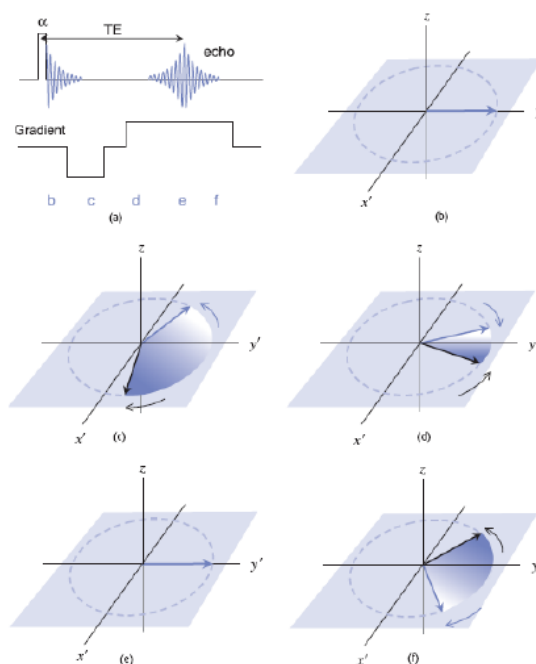 α
TE
echo
Gradient
b c d e f
(a)
z
x′
(b)
z
y′
x′
(c)
z
y
x′
(d)
z
y′
x′
(e)
z
y
x′
(f)